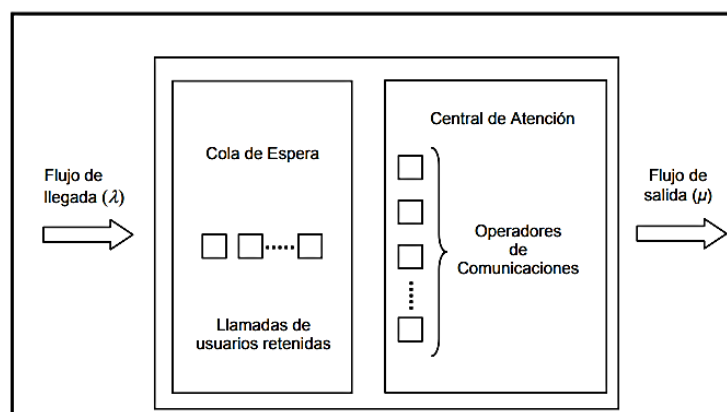 Flujo de
llegada (λ)
Cola de Espera
Llamadas de
usuarios retenidas
Central de Atención
Operadores
de
Comunicaciones
Flujo de
salida (μ)